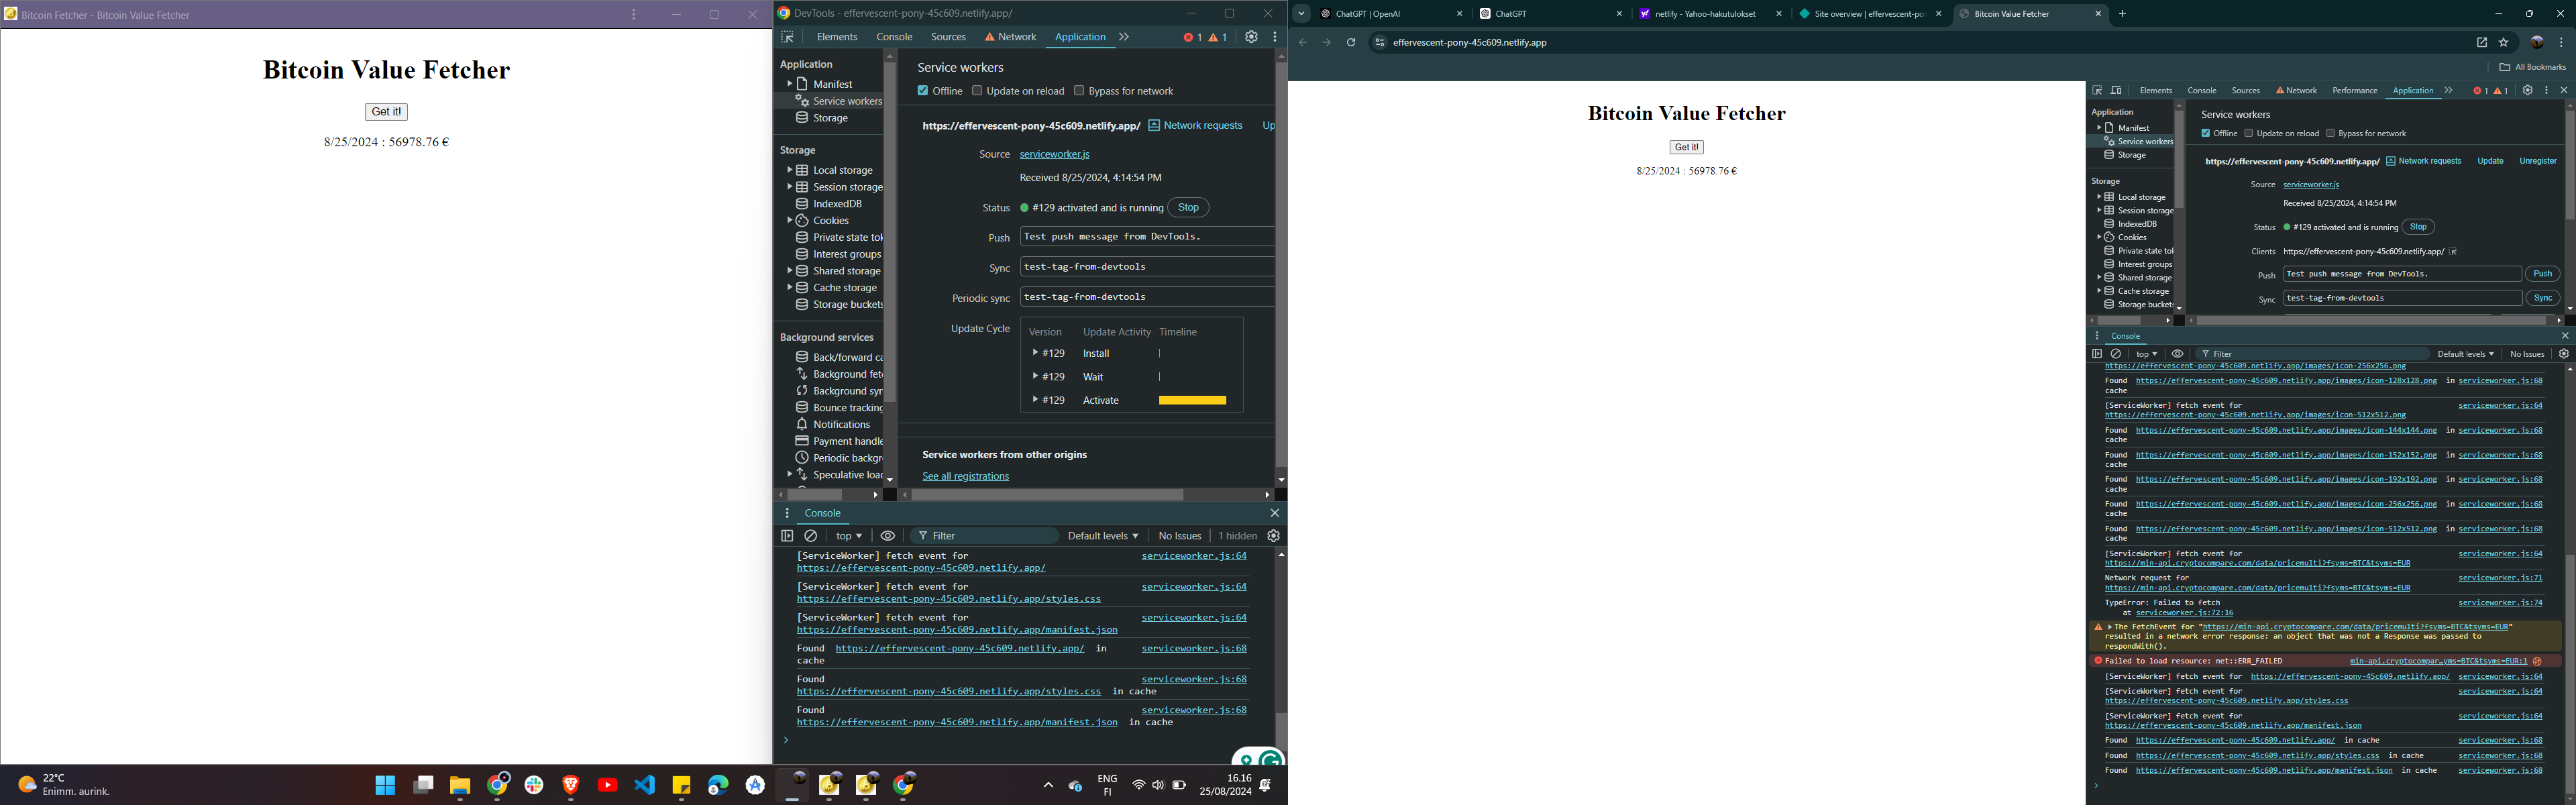 Bitcoin Fetcher - Bitcoin Value Fetcher
Bitcoin Value Fetcher
Get it!
8/25/2024 : 56978.76 €
DevTools - effervescent-pony-45c609.netlify.app/
Elements Console Sources Network Application 1 1
Application
Manifest
Service workers
Storage
Storage
Local storage
Session storage
IndexedDB
Cookies
Private state tok
Interest groups
Shared storage
Cache storage
Storage buckets
Background services
Back/forward ca
Background fetc
Background syn
Bounce tracking
Notifications
Payment handle
Periodic backgr
Speculative load
Service workers
Offline Update on reload Bypass for network
https://effervescent-pony-45c609.netlify.app/ Network requests Up
Source serviceworker.js
Received 8/25/2024, 4:14:54 PM
Status #129 activated and is running Stop
Push Test push message from DevTools.
Sync test-tag-from-devtools
Periodic sync test-tag-from-devtools
Update Cycle Version Update Activity Timeline
#129 Install
#129 Wait
#129 Activate
Service workers from other origins
See all registrations
Console
top Filter Default levels No Issues 1 hidden
[ServiceWorker] fetch event for serviceworker.js:64
https://effervescent-pony-45c609.netlify.app/
[ServiceWorker] fetch event for serviceworker.js:64
https://effervescent-pony-45c609.netlify.app/styles.css
[ServiceWorker] fetch event for serviceworker.js:64
https://effervescent-pony-45c609.netlify.app/manifest.json
Found https://effervescent-pony-45c609.netlify.app/ in serviceworker.js:68
cache
Found serviceworker.js:68
https://effervescent-pony-45c609.netlify.app/styles.css in cache
Found serviceworker.js:68
https://effervescent-pony-45c609.netlify.app/manifest.json in cache
22°C
Enimm. aurink.
ENG
FI
16.16
25/08/2024
ChatGPT | OpenAI ChatGPT netlify - Yahoo-hakutulokset Site overview | effervescent-po Bitcoin Value Fetcher
effervescent-pony-45c609.netlify.app
All Bookmarks
Bitcoin Value Fetcher
Get it!
8/25/2024 : 56978.76 €
Elements Console Sources Network Performance Application 1 1
Application
Manifest
Service workers
Storage
Storage
Local storage
Session storage
IndexedDB
Cookies
Private state tok
Interest groups
Shared storage
Cache storage
Storage buckets
Service workers
Offline Update on reload Bypass for network
https://effervescent-pony-45c609.netlify.app/ Network requests Update Unregister
Source serviceworker.js
Received 8/25/2024, 4:14:54 PM
Status #129 activated and is running Stop
Clients https://effervescent-pony-45c609.netlify.app/
Push Test push message from DevTools. Push
Sync test-tag-from-devtools Sync
Console
top Filter Default levels No Issues
https://effervescent-pony-45c609.netlify.app/images/icon-256x256.png
Found https://effervescent-pony-45c609.netlify.app/images/icon-128x128.png in serviceworker.js:68
cache
[ServiceWorker] fetch event for serviceworker.js:64
https://effervescent-pony-45c609.netlify.app/images/icon-512x512.png
Found https://effervescent-pony-45c609.netlify.app/images/icon-144x144.png in serviceworker.js:68
cache
Found https://effervescent-pony-45c609.netlify.app/images/icon-152x152.png in serviceworker.js:68
cache
Found https://effervescent-pony-45c609.netlify.app/images/icon-192x192.png in serviceworker.js:68
cache
Found https://effervescent-pony-45c609.netlify.app/images/icon-256x256.png in serviceworker.js:68
cache
Found https://effervescent-pony-45c609.netlify.app/images/icon-512x512.png in serviceworker.js:68
cache
[ServiceWorker] fetch event for serviceworker.js:64
https://min-api.cryptocompare.com/data/pricemulti?fsyms=BTC&tsyms=EUR
Network request for serviceworker.js:71
https://min-api.cryptocompare.com/data/pricemulti?fsyms=BTC&tsyms=EUR
TypeError: Failed to fetch serviceworker.js:74
at serviceworker.js:72:16
The FetchEvent for "https://min-api.cryptocompare.com/data/pricemulti?fsyms=BTC&tsyms=EUR"
resulted in a network error response: an object that was not a Response was passed to
respondWith().
Failed to load resource: net::ERR_FAILED min-api.cryptocompar…yms=BTC&tsyms=EUR:1
[ServiceWorker] fetch event for https://effervescent-pony-45c609.netlify.app/ serviceworker.js:64
[ServiceWorker] fetch event for serviceworker.js:64
https://effervescent-pony-45c609.netlify.app/styles.css
[ServiceWorker] fetch event for serviceworker.js:64
https://effervescent-pony-45c609.netlify.app/manifest.json
Found https://effervescent-pony-45c609.netlify.app/ in cache serviceworker.js:68
Found https://effervescent-pony-45c609.netlify.app/styles.css in cache serviceworker.js:68
Found https://effervescent-pony-45c609.netlify.app/manifest.json in cache serviceworker.js:68